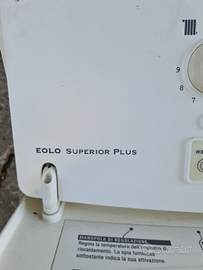 9
8
7
EOLO SUPERIOR PLUS
MANOPOLA DI REGOLAZIONE
Regola la temperatura dell'impianto di
riscaldamento. La spia luminosa
sottostante indica la sua attivazione.